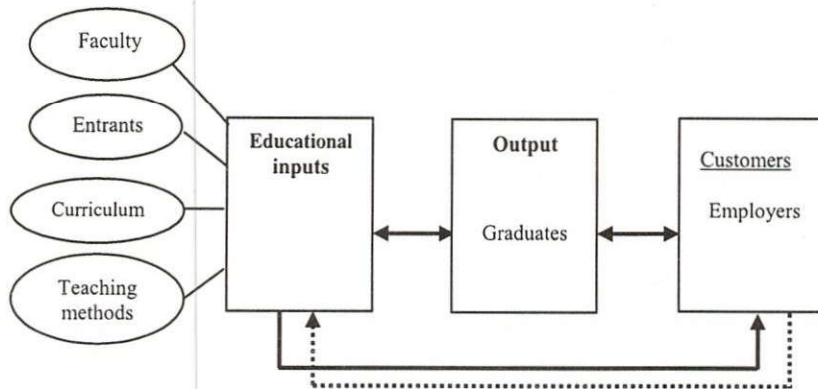 Faculty
Entrants
Curriculum
Teaching
methods
Educational
inputs
Output
Graduates
Customers
Employers